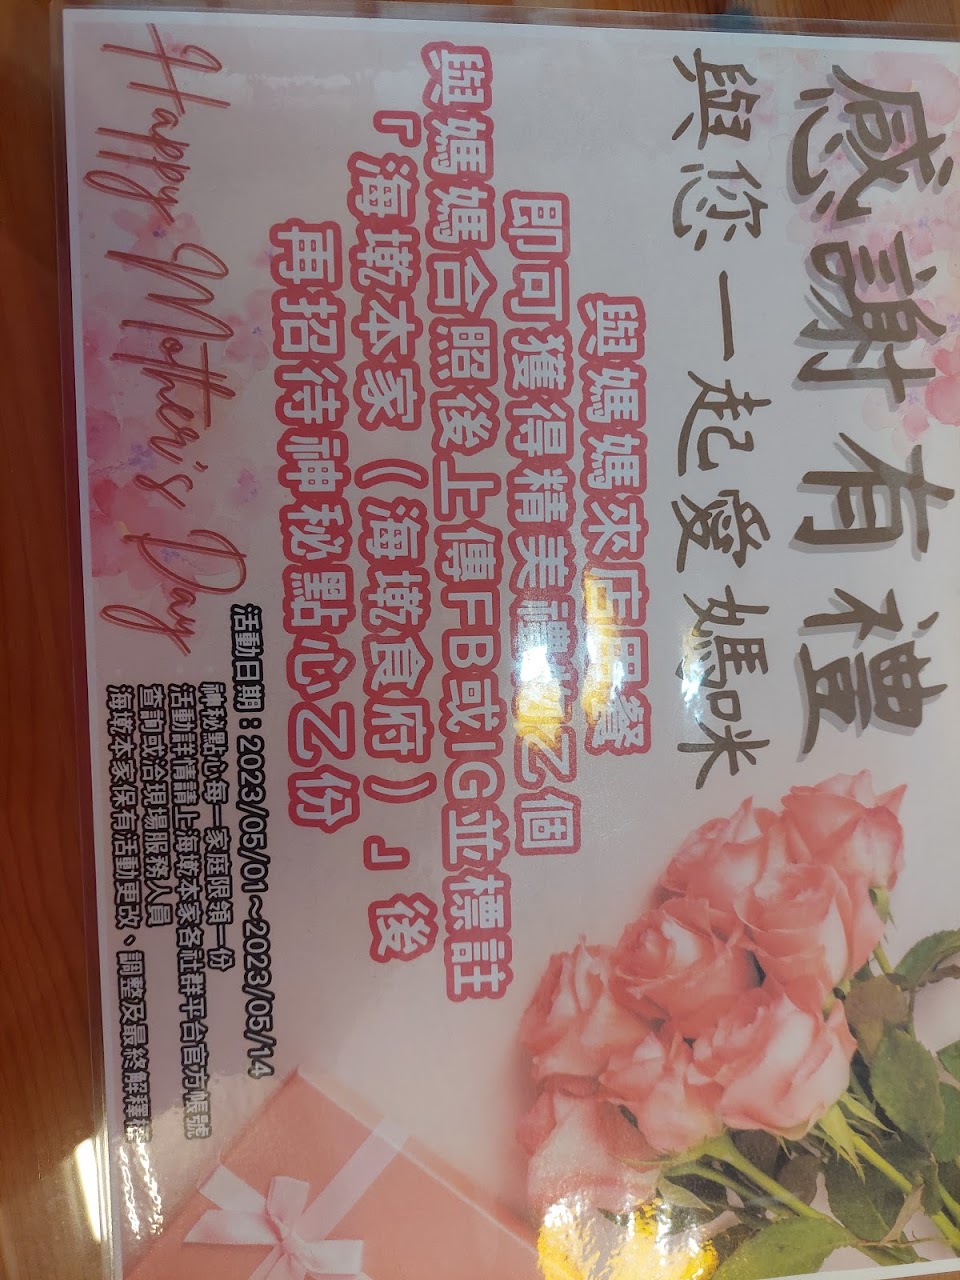 感謝有禮
與您一起愛媽咪
與媽媽來店用餐
即可獲得精美禮物乙個
與媽媽合照後上傳FB或IG並標註
「海墘本家（海墘食府）」後
再招待神秘點心乙份
Happy Mother's Day
活動日期：2023/05/01~2023/05/14
神秘點心每一家庭限領一份
活動詳情請上海墘本家各社群平台官方帳號
查詢或洽現場服務人員
海墘本家保有活動更改、調整及最終解釋權